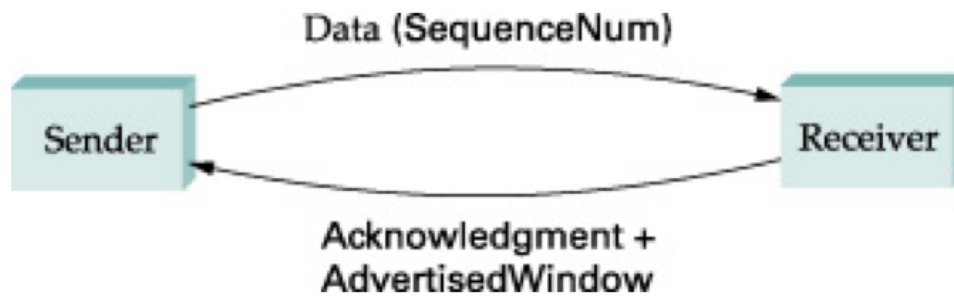 Data (SequenceNum)
Sender
Receiver
Acknowledgment +
AdvertisedWindow